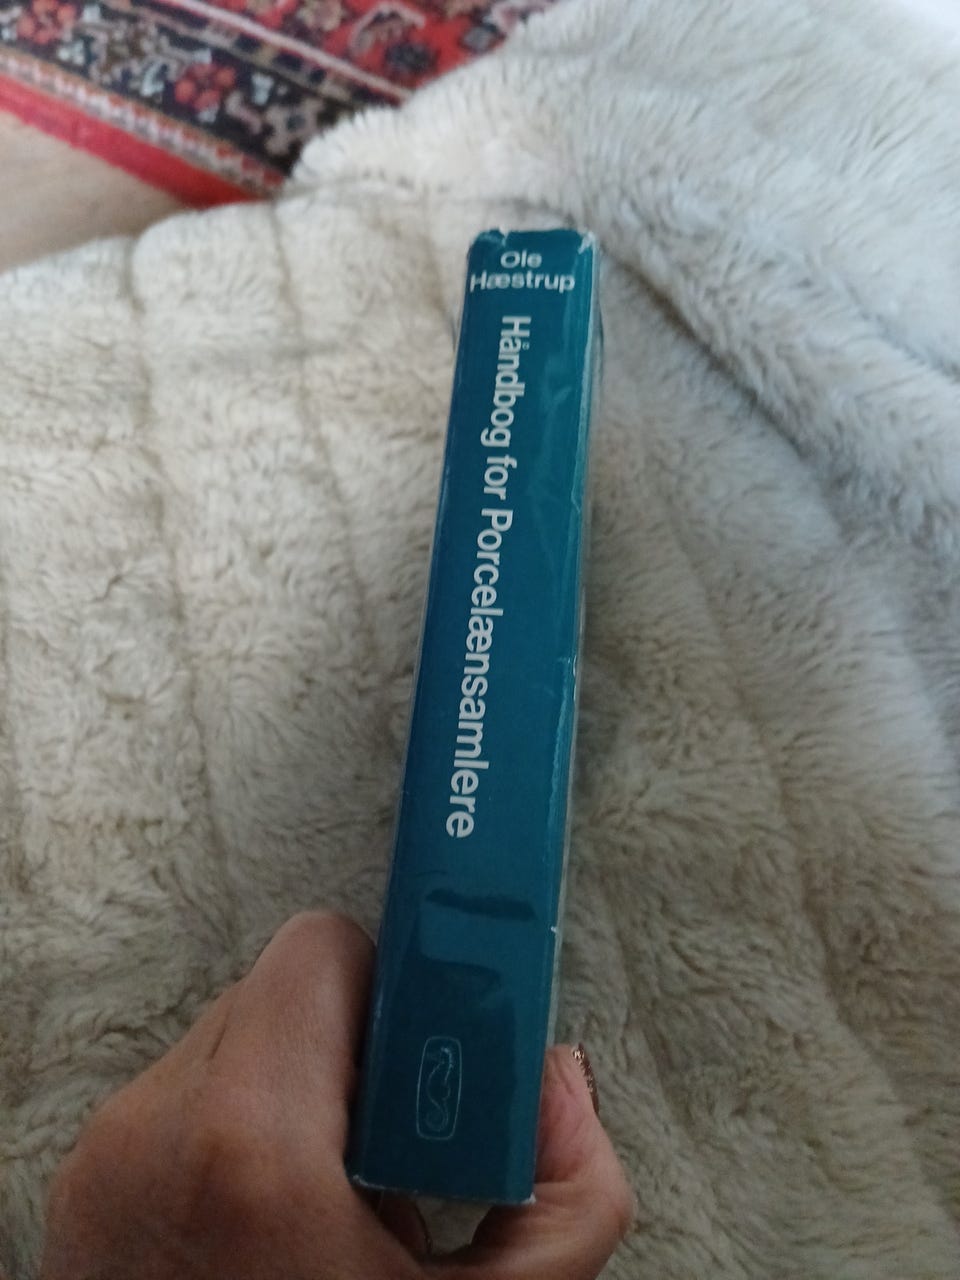 Ole
Hæstrup
Håndbog for Porcelænsamlere